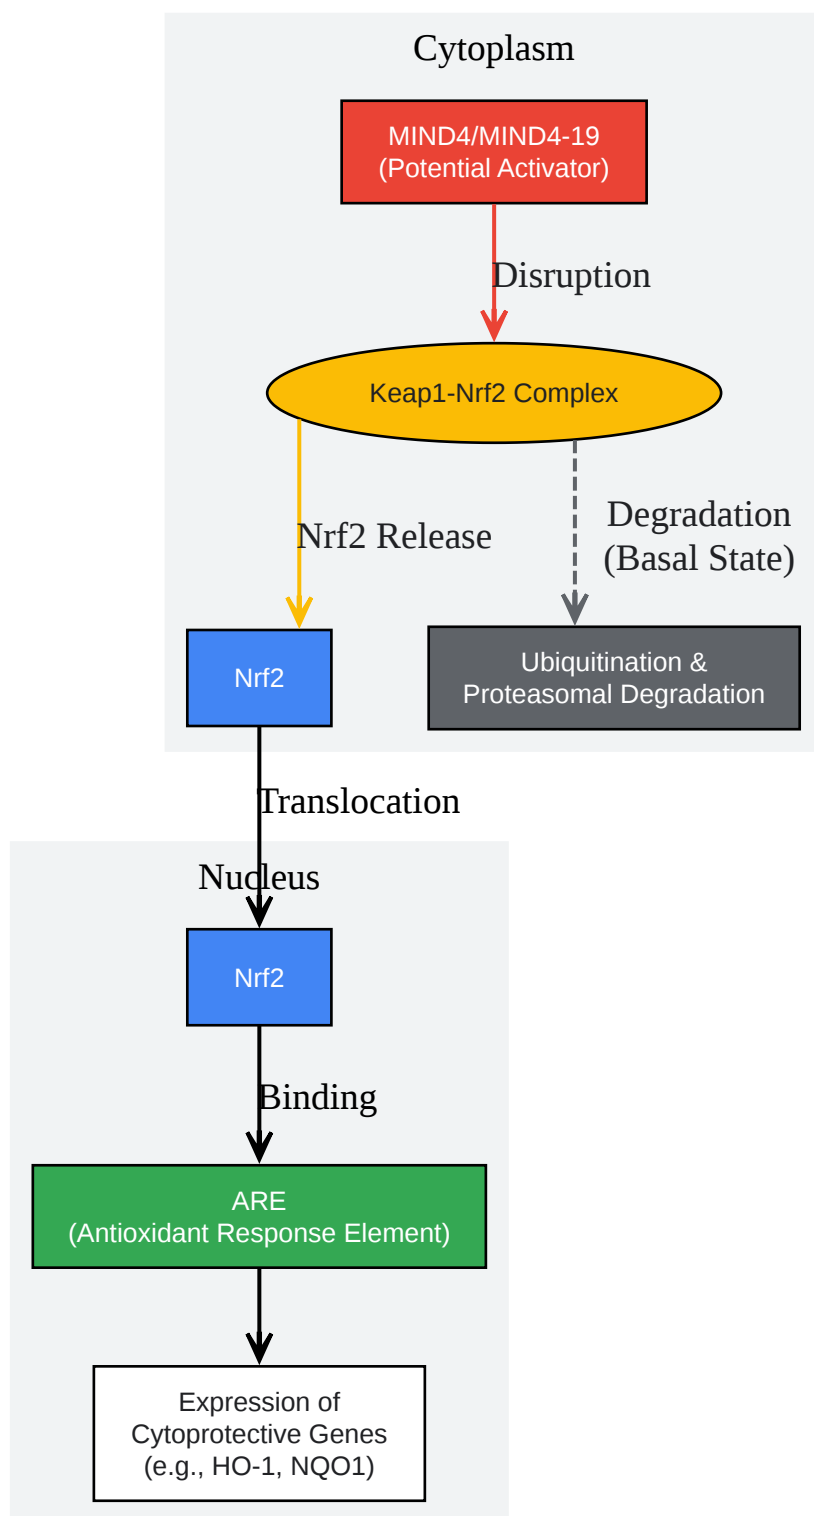 Cytoplasm
MIND4/MIND4-19
(Potential Activator)
Disruption
Keap1-Nrf2 Complex
Nrf2 Release
Degradation
(Basal State)
Nrf2
Ubiquitination &
Proteasomal Degradation
Translocation
Nucleus
Nrf2
Binding
ARE
(Antioxidant Response Element)
Expression of
Cytoprotective Genes
(e.g., HO-1, NQO1)